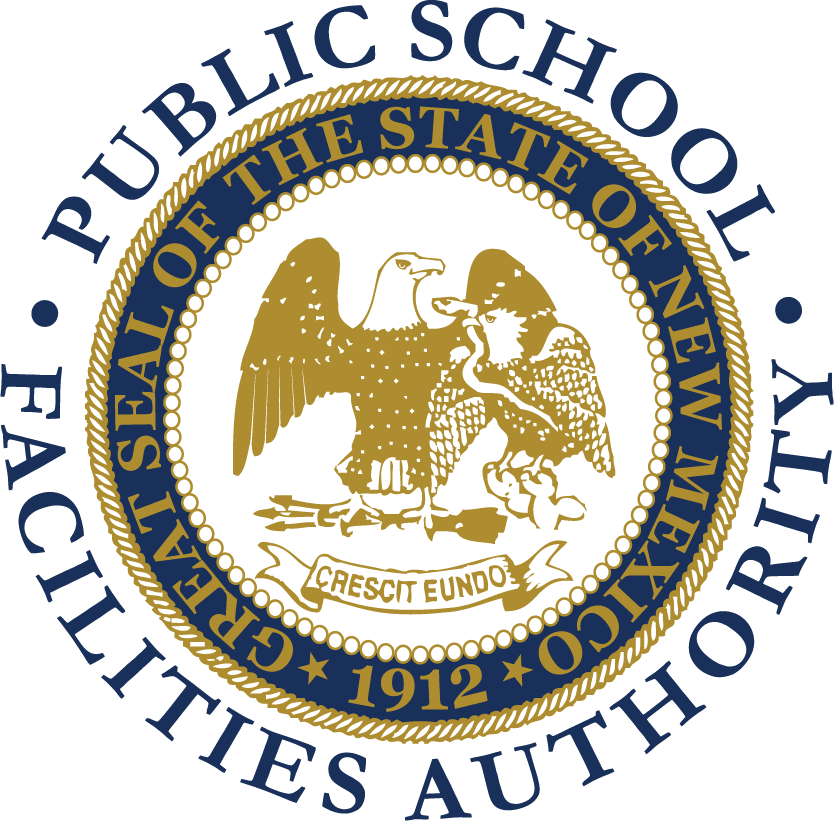 • PUBLIC SCHOOL •
FACILITIES AUTHORITY
GREAT SEAL OF THE STATE OF NEW MEXICO
★ 1912 ★
CRESCIT EUNDO